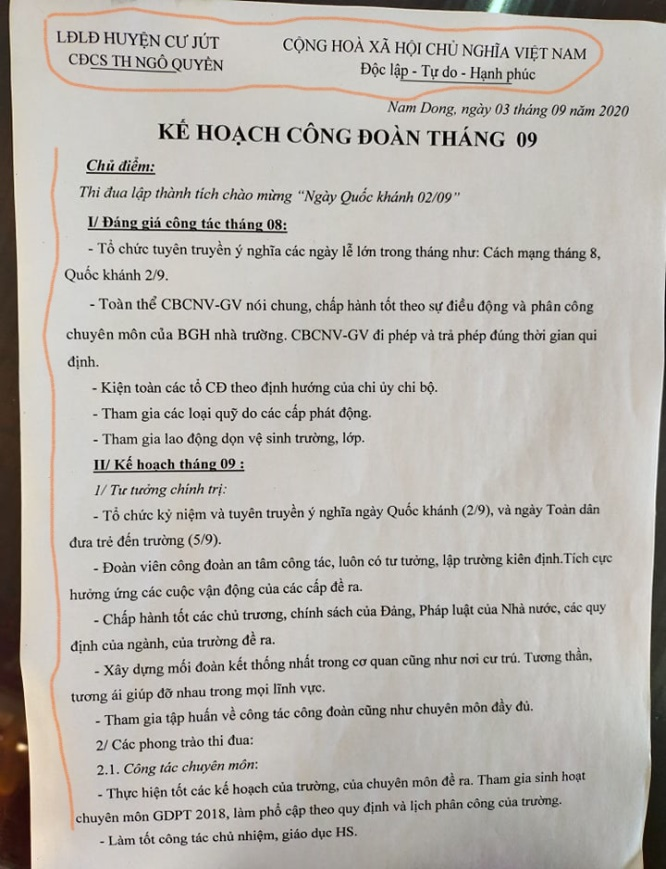 LĐLĐ HUYỆN CƯ JÚT
CĐCS TH NGÔ QUYỀN
CỘNG HOÀ XÃ HỘI CHỦ NGHĨA VIỆT NAM
Độc lập - Tự do - Hạnh phúc
Nam Dong, ngày 03 tháng 09 năm 2020
KẾ HOẠCH CÔNG ĐOÀN THÁNG 09
Chủ điểm:
Thi đua lập thành tích chào mừng "Ngày Quốc khánh 02/09"
I/ Đáng giá công tác tháng 08:
- Tổ chức tuyên truyền ý nghĩa các ngày lễ lớn trong tháng như: Cách mạng tháng 8,
Quốc khánh 2/9.
- Toàn thể CBCNV-GV nói chung, chấp hành tốt theo sự điều động và phân công
chuyên môn của BGH nhà trường. CBCNV-GV đi phép và trả phép đúng thời gian qui
định.
- Kiện toàn các tổ CĐ theo định hướng của chi ủy chi bộ.
- Tham gia các loại quỹ do các cấp phát động.
- Tham gia lao động dọn vệ sinh trường, lớp.
II/ Kế hoạch tháng 09 :
1/ Tư tưởng chính trị:
- Tổ chức kỷ niệm và tuyên truyền ý nghĩa ngày Quốc khánh (2/9), và ngày Toàn dân
đưa trẻ đến trường (5/9).
- Đoàn viên công đoàn an tâm công tác, luôn có tư tưởng, lập trường kiên định.Tích cực
hưởng ứng các cuộc vận động của các cấp đề ra.
- Chấp hành tốt các chủ trương, chính sách của Đảng, Pháp luật của Nhà nước, các quy
định của ngành, của trường đề ra.
- Xây dựng mối đoàn kết thống nhất trong cơ quan cũng như nơi cư trú. Tương thần,
tương ái giúp đỡ nhau trong mọi lĩnh vực.
- Tham gia tập huấn về công tác công đoàn cũng như chuyên môn đầy đủ.
2/ Các phong trào thi đua:
2.1. Công tác chuyên môn:
- Thực hiện tốt các kế hoạch của trường, của chuyên môn đề ra. Tham gia sinh hoạt
chuyên môn GDPT 2018, làm phổ cập theo quy định và lịch phân công của trường.
- Làm tốt công tác chủ nhiệm, giáo dục HS.